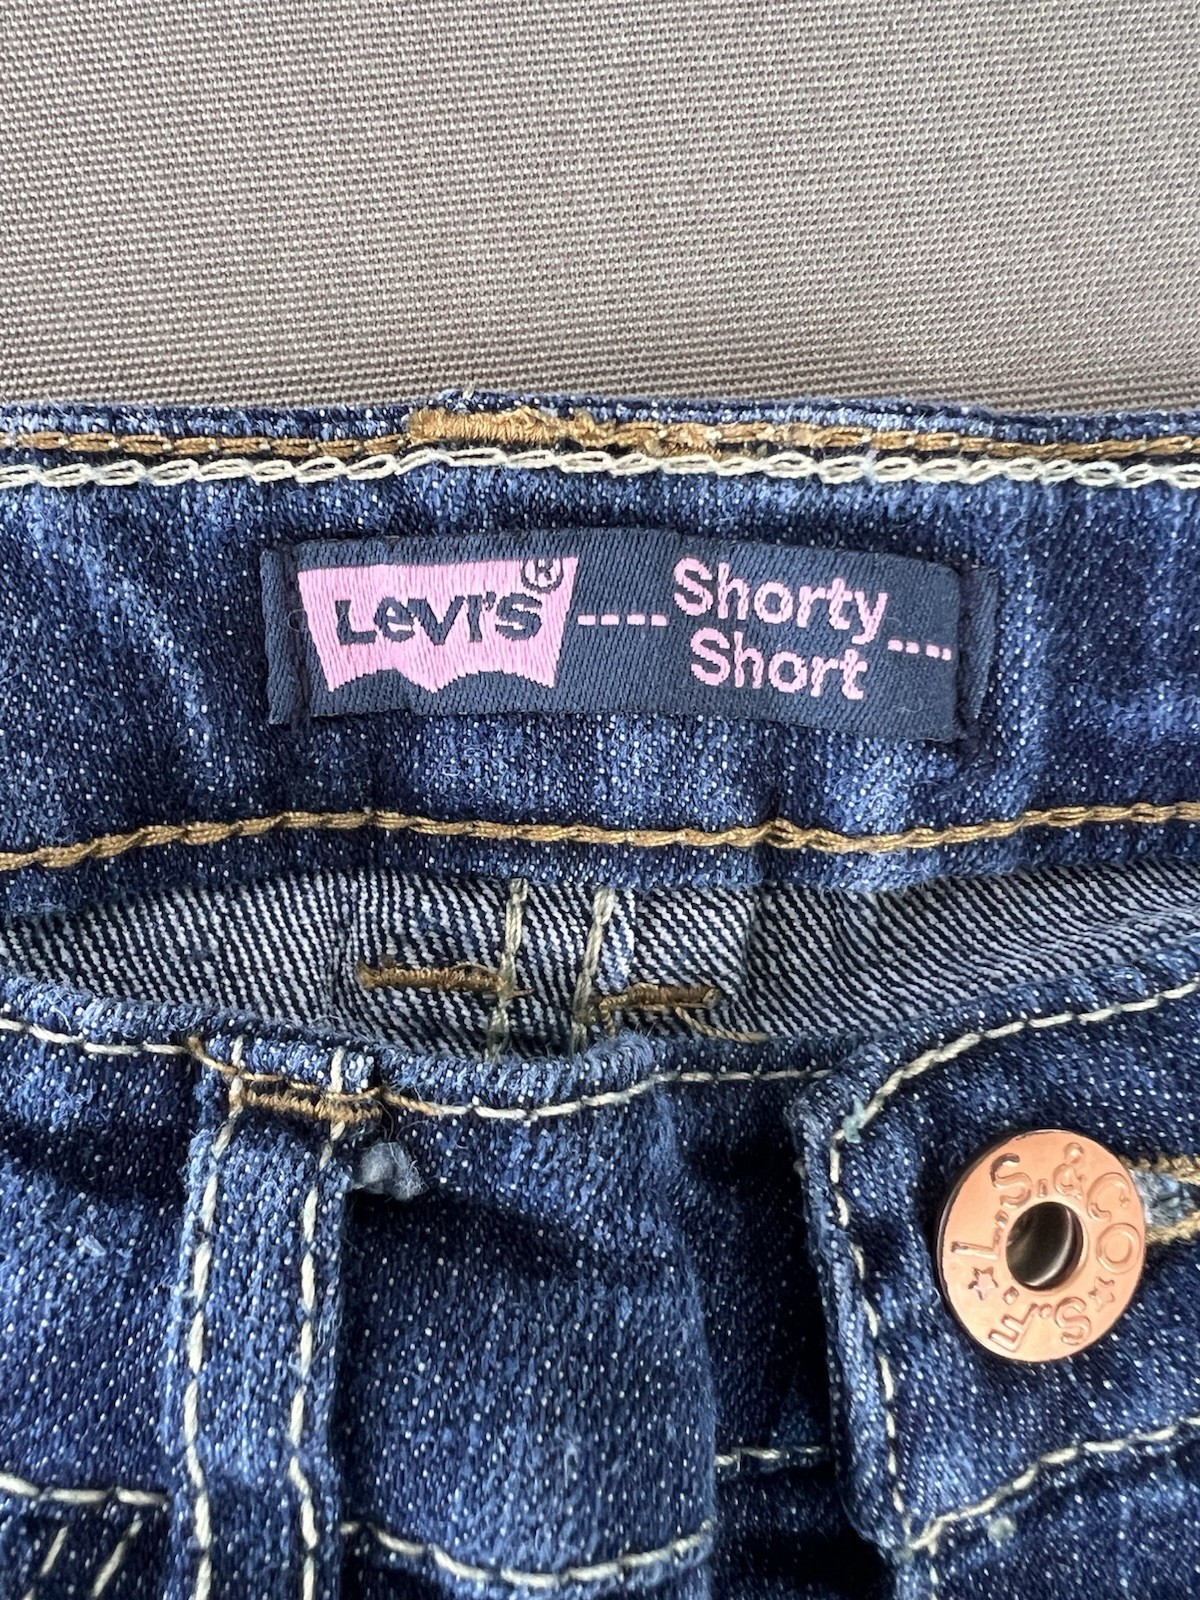 Levi's® ---- Shorty ----
Short
L.S.&CO ★ S.F. ★